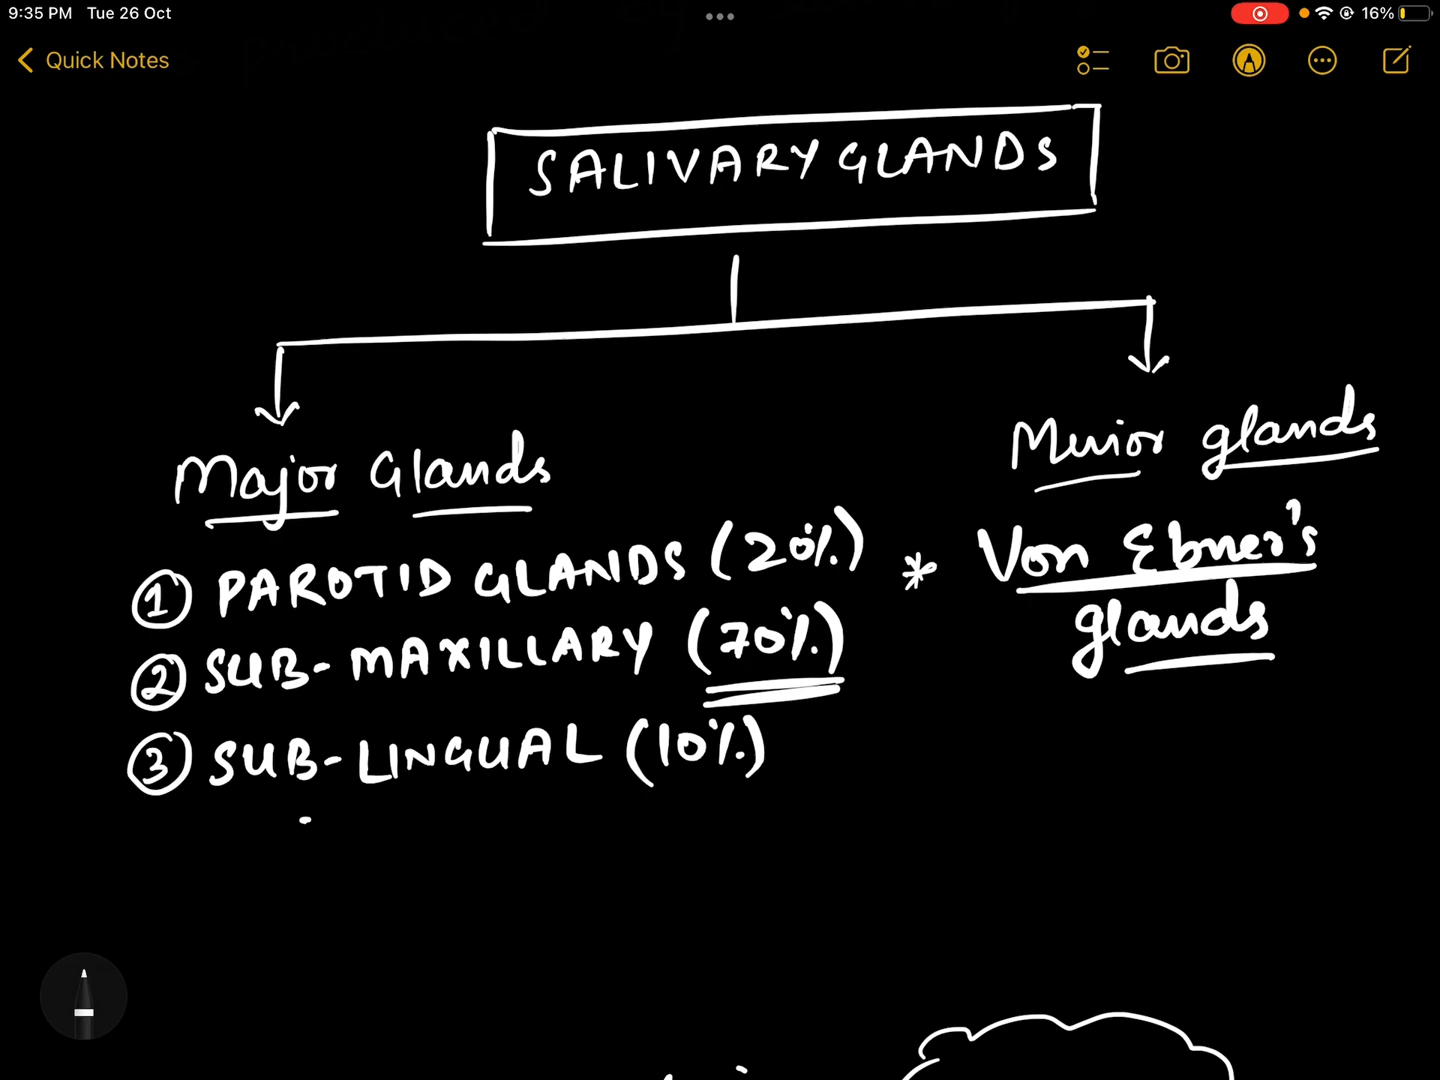 9:35 PM Tue 26 Oct
16%
Quick Notes
SALIVARY GLANDS
Major Glands
Minor glands
① PAROTID GLANDS (20%)
② SUB-MAXILLARY (70%)
③ SUB-LINGUAL (10%)
* Von Ebner's
glands